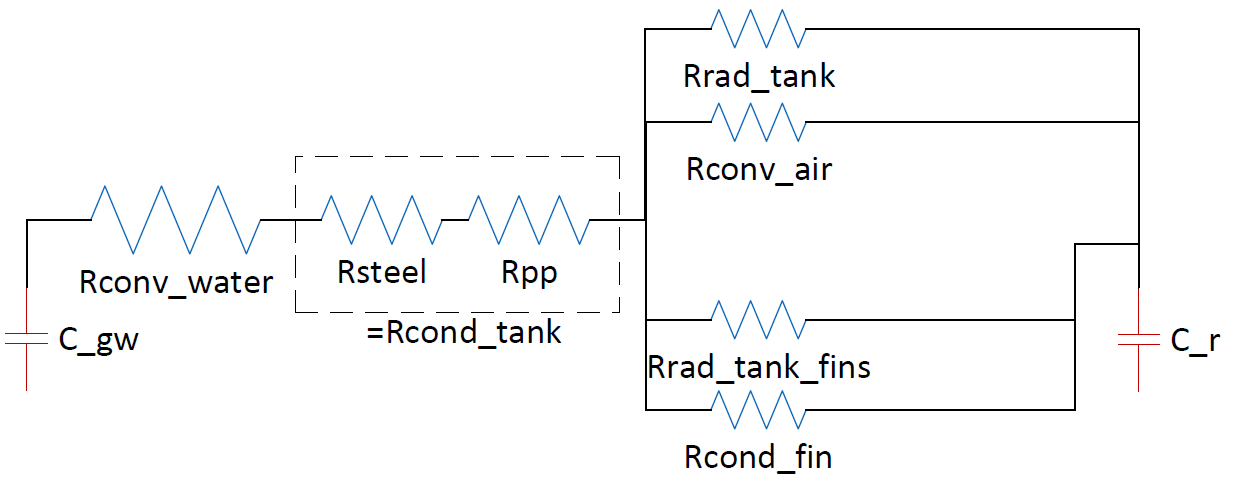 Rrad_tank
Rconv_air
Rconv_water
Rsteel
Rpp
=Rcond_tank
C_gw
C_r
Rrad_tank_fins
Rcond_fin